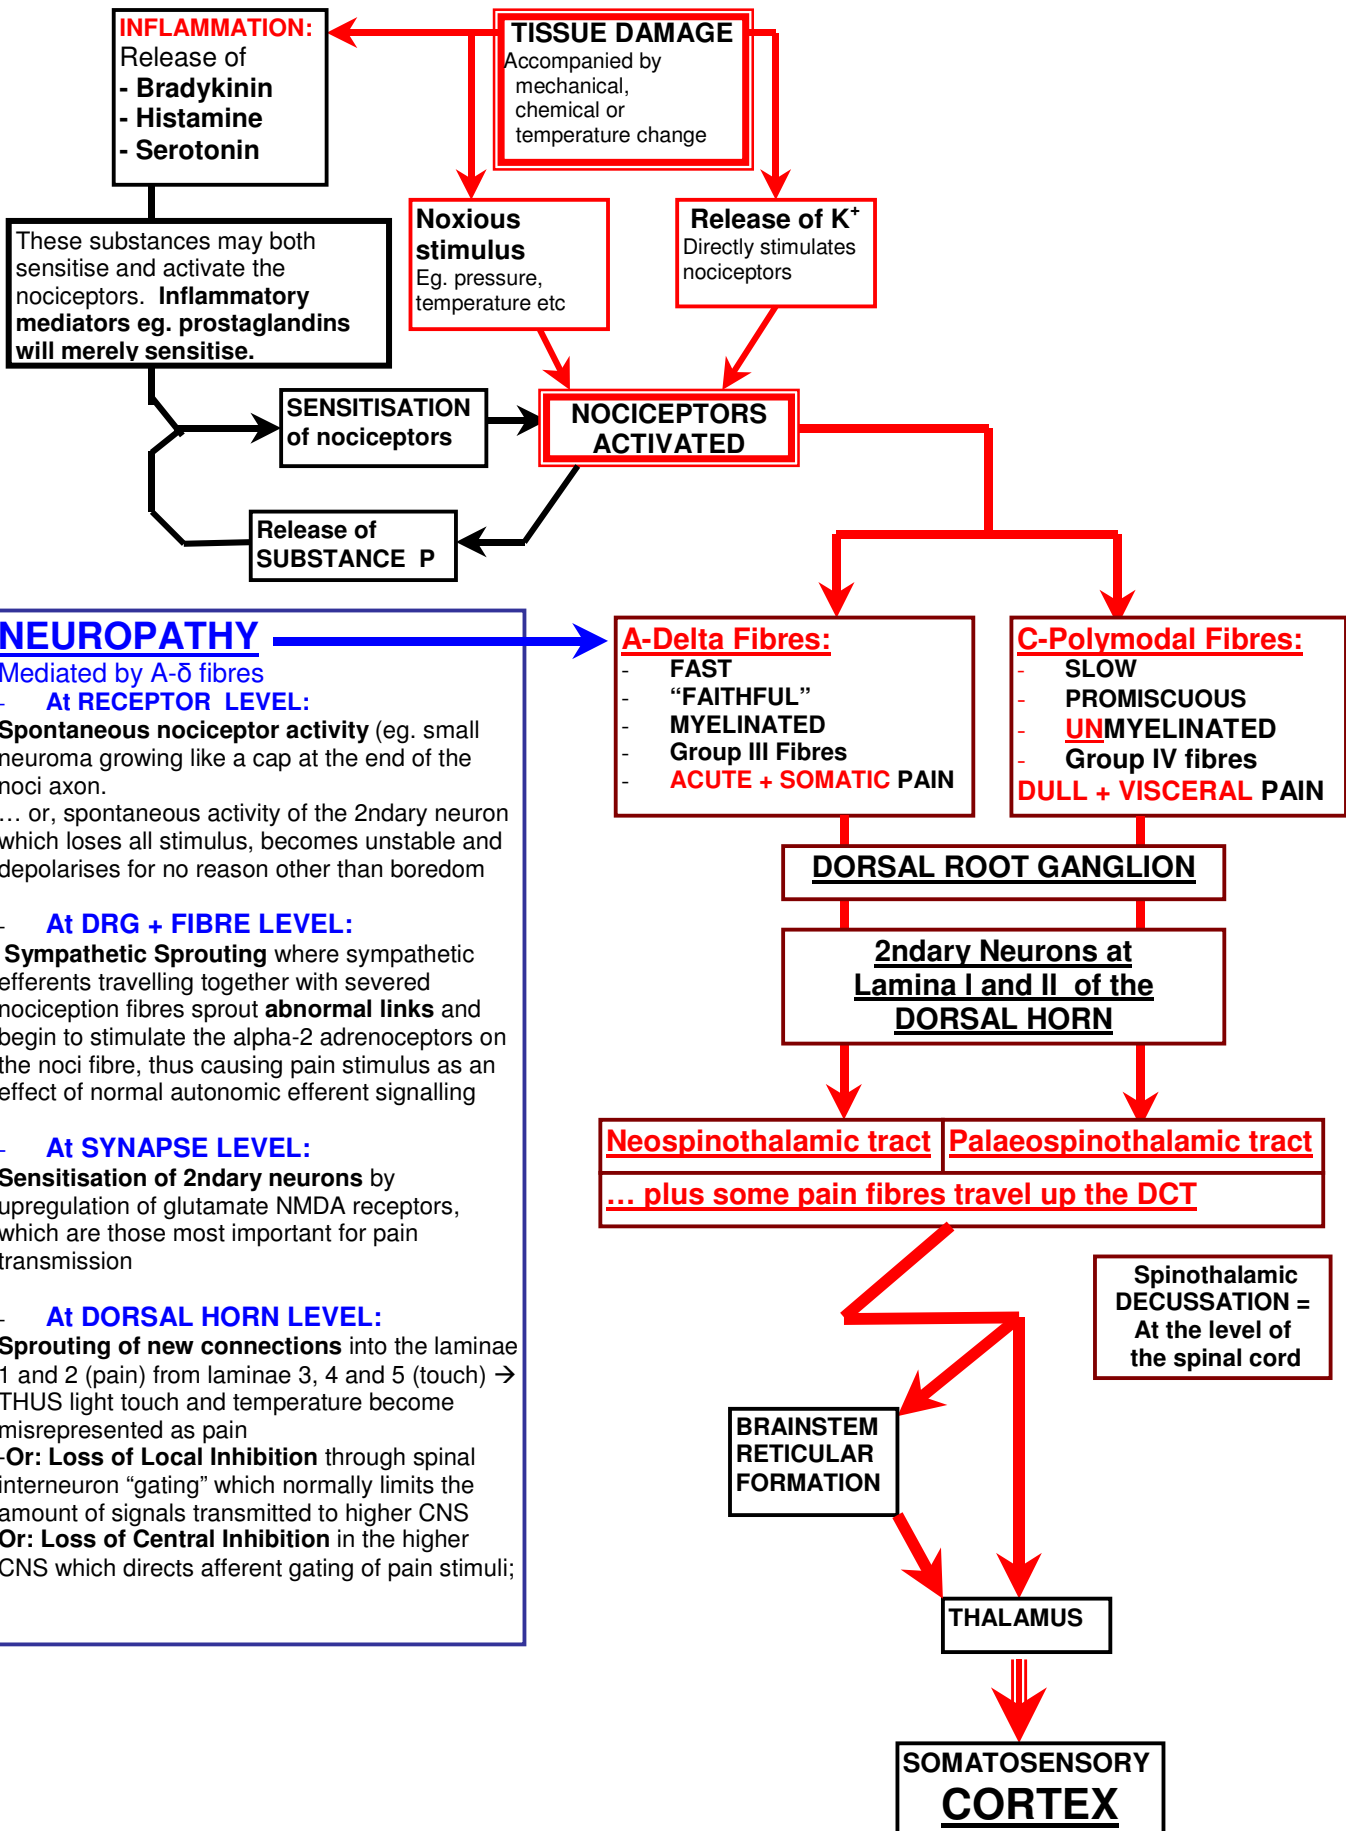 INFLAMMATION:
Release of
- Bradykinin
- Histamine
- Serotonin
TISSUE DAMAGE
Accompanied by
mechanical,
chemical or
temperature change
These substances may both
sensitise and activate the
nociceptors.  Inflammatory
mediators eg. prostaglandins
will merely sensitise.
Noxious
stimulus
Eg. pressure,
temperature etc
Release of K+
Directly stimulates
nociceptors
SENSITISATION
of nociceptors
NOCICEPTORS
ACTIVATED
Release of
SUBSTANCE P
NEUROPATHY
Mediated by A-δ fibres
- At RECEPTOR LEVEL:
Spontaneous nociceptor activity (eg. small
neuroma growing like a cap at the end of the
noci axon.
… or, spontaneous activity of the 2ndary neuron
which loses all stimulus, becomes unstable and
depolarises for no reason other than boredom
- At DRG + FIBRE LEVEL:
Sympathetic Sprouting where sympathetic
efferents travelling together with severed
nociception fibres sprout abnormal links and
begin to stimulate the alpha-2 adrenoceptors on
the noci fibre, thus causing pain stimulus as an
effect of normal autonomic efferent signalling
- At SYNAPSE LEVEL:
Sensitisation of 2ndary neurons by
upregulation of glutamate NMDA receptors,
which are those most important for pain
transmission
- At DORSAL HORN LEVEL:
Sprouting of new connections into the laminae
1 and 2 (pain) from laminae 3, 4 and 5 (touch) →
THUS light touch and temperature become
misrepresented as pain
-Or: Loss of Local Inhibition through spinal
interneuron “gating” which normally limits the
amount of signals transmitted to higher CNS
Or: Loss of Central Inhibition in the higher
CNS which directs afferent gating of pain stimuli;
A-Delta Fibres:
- FAST
- “FAITHFUL”
- MYELINATED
- Group III Fibres
- ACUTE + SOMATIC PAIN
C-Polymodal Fibres:
- SLOW
- PROMISCUOUS
- UNMYELINATED
- Group IV fibres
DULL + VISCERAL PAIN
DORSAL ROOT GANGLION
2ndary Neurons at
Lamina I and II of the
DORSAL HORN
Neospinothalamic tract
Palaeospinothalamic tract
… plus some pain fibres travel up the DCT
Spinothalamic
DECUSSATION =
At the level of
the spinal cord
BRAINSTEM
RETICULAR
FORMATION
THALAMUS
SOMATOSENSORY
CORTEX